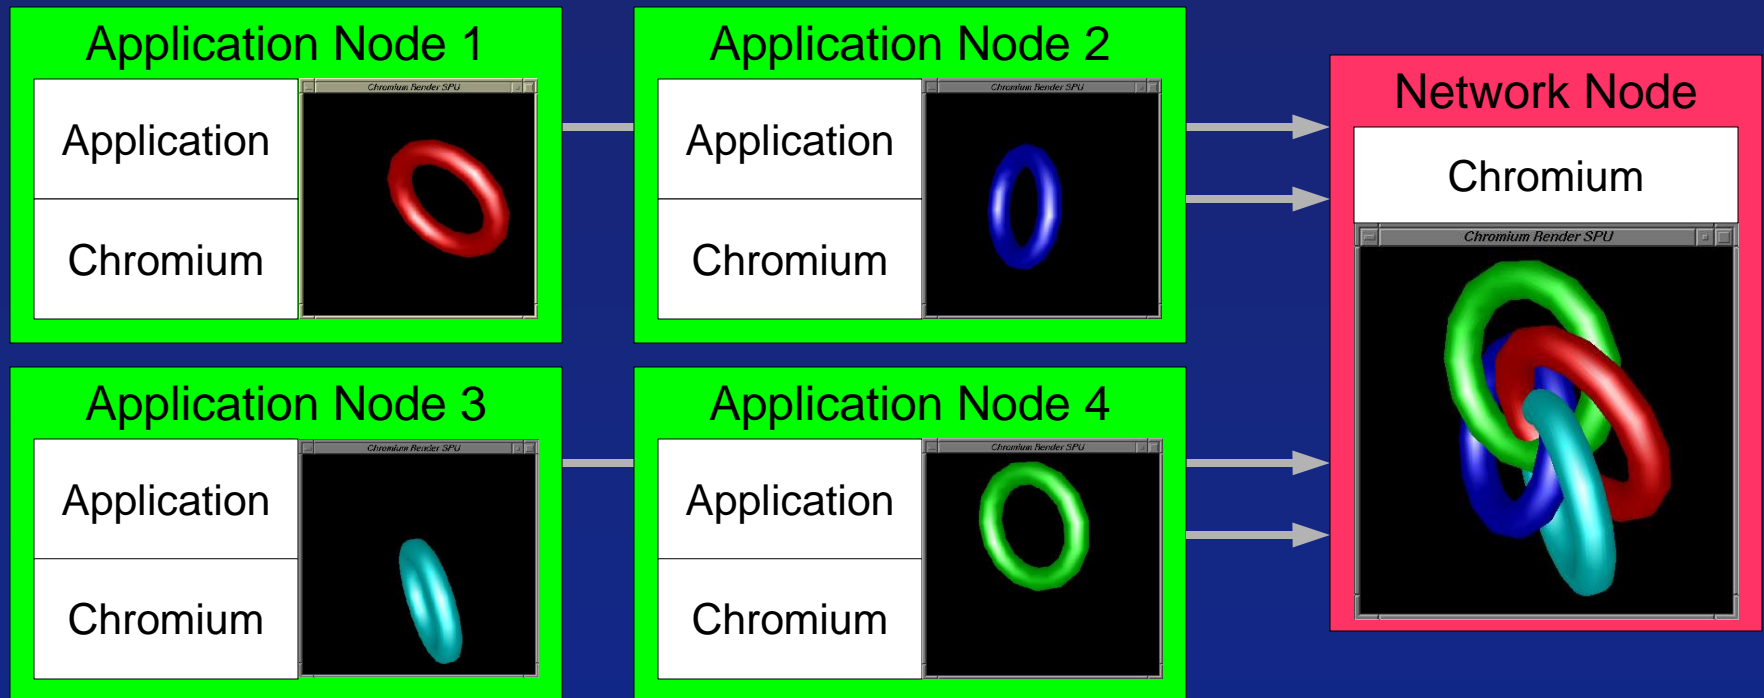 Application Node 1
Chromium Render SPU
Application
Chromium
Application Node 2
Chromium Render SPU
Application
Chromium
Network Node
Chromium
Chromium Render SPU
Application Node 3
Chromium Render SPU
Application
Chromium
Application Node 4
Chromium Render SPU
Application
Chromium